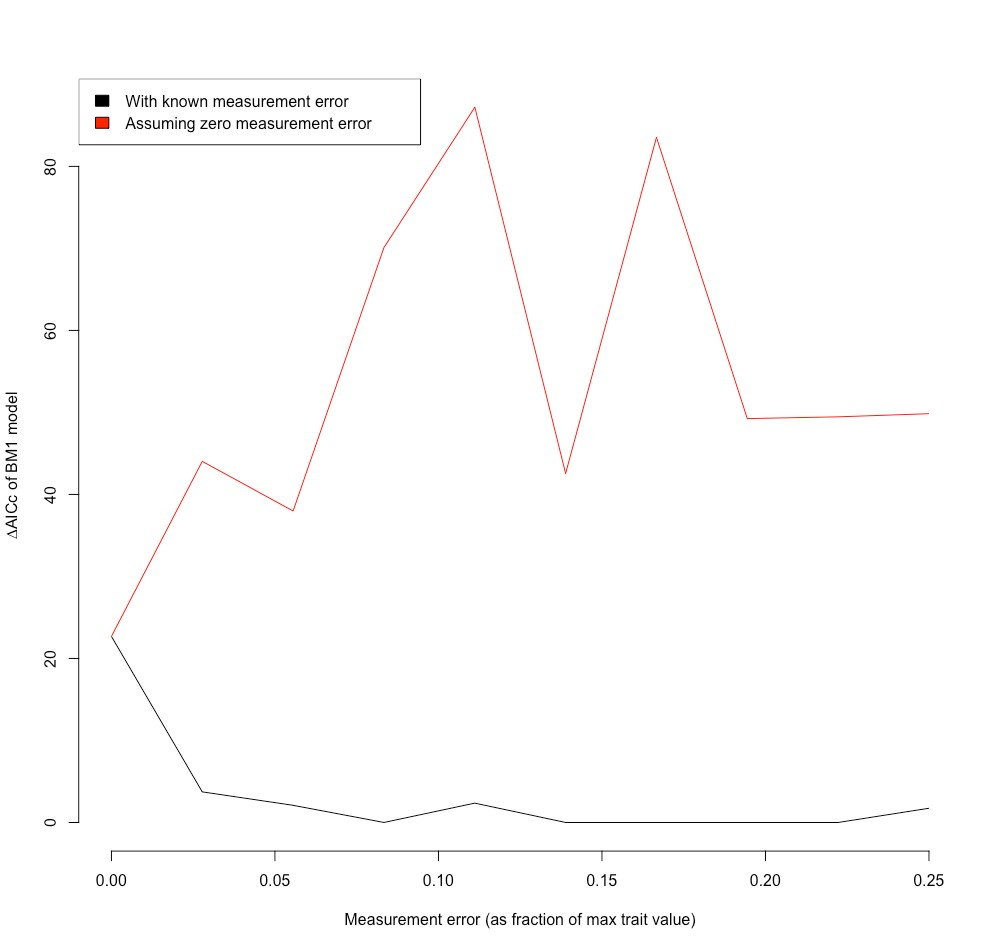 With known measurement error
Assuming zero measurement error
80
60
40
20
0
ΔAICc of BM1 model
0.00 0.05 0.10 0.15 0.20 0.25
Measurement error (as fraction of max trait value)